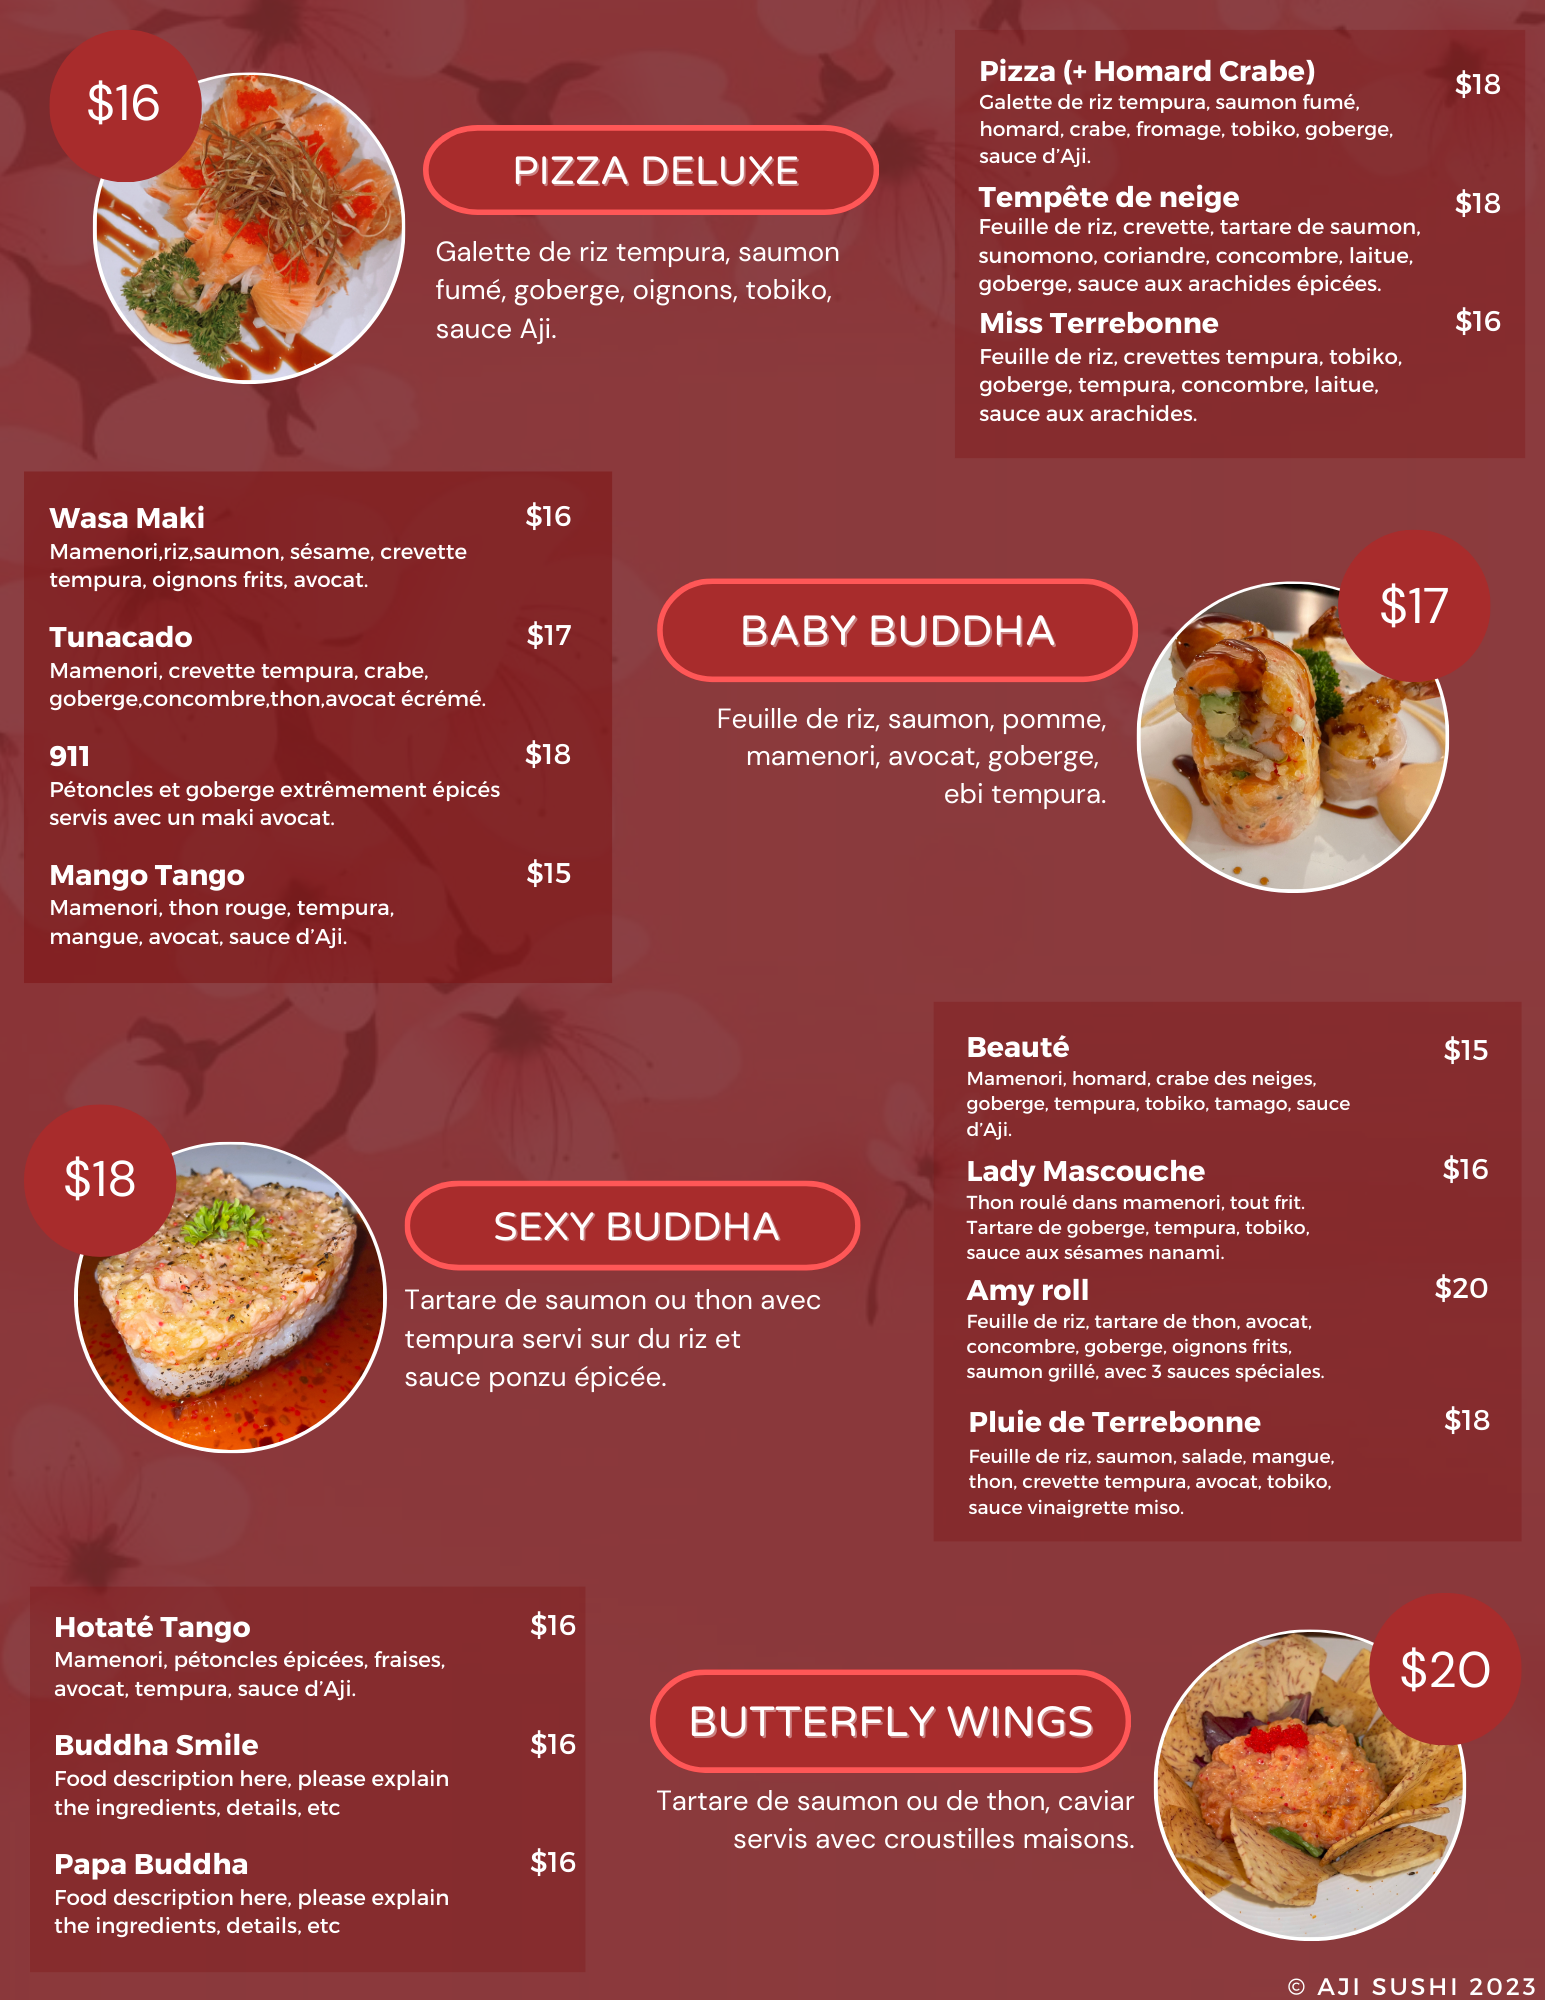 $16
PIZZA DELUXE
Galette de riz tempura, saumon
fumé, goberge, oignons, tobiko,
sauce Aji.
Pizza (+ Homard Crabe)
$18
Galette de riz tempura, saumon fumé,
homard, crabe, fromage, tobiko, goberge,
sauce d'Aji.
Tempête de neige
$18
Feuille de riz, crevette, tartare de saumon,
sunomono, coriandre, concombre, laitue,
goberge, sauce aux arachides épicées.
Miss Terrebonne
$16
Feuille de riz, crevettes tempura, tobiko,
goberge, tempura, concombre, laitue,
sauce aux arachides.
Wasa Maki
$16
Mamenori,riz,saumon, sésame, crevette
tempura, oignons frits, avocat.
Tunacado
$17
Mamenori, crevette tempura, crabe,
goberge,concombre,thon,avocat écrémé.
911
$18
Pétoncles et goberge extrêmement épicés
servis avec un maki avocat.
Mango Tango
$15
Mamenori, thon rouge, tempura,
mangue, avocat, sauce d'Aji.
BABY BUDDHA
$17
Feuille de riz, saumon, pomme,
mamenori, avocat, goberge,
ebi tempura.
$18
SEXY BUDDHA
Tartare de saumon ou thon avec
tempura servi sur du riz et
sauce ponzu épicée.
Beauté
$15
Mamenori, homard, crabe des neiges,
goberge, tempura, tobiko, tamago, sauce
d'Aji.
Lady Mascouche
$16
Thon roulé dans mamenori, tout frit.
Tartare de goberge, tempura, tobiko,
sauce aux sésames nanami.
Amy roll
$20
Feuille de riz, tartare de thon, avocat,
concombre, goberge, oignons frits,
saumon grillé, avec 3 sauces spéciales.
Pluie de Terrebonne
$18
Feuille de riz, saumon, salade, mangue,
thon, crevette tempura, avocat, tobiko,
sauce vinaigrette miso.
Hotaté Tango
$16
Mamenori, pétoncles épicées, fraises,
avocat, tempura, sauce d'Aji.
Buddha Smile
$16
Food description here, please explain
the ingredients, details, etc
Papa Buddha
$16
Food description here, please explain
the ingredients, details, etc
BUTTERFLY WINGS
$20
Tartare de saumon ou de thon, caviar
servis avec croustilles maisons.
© AJI SUSHI 2023